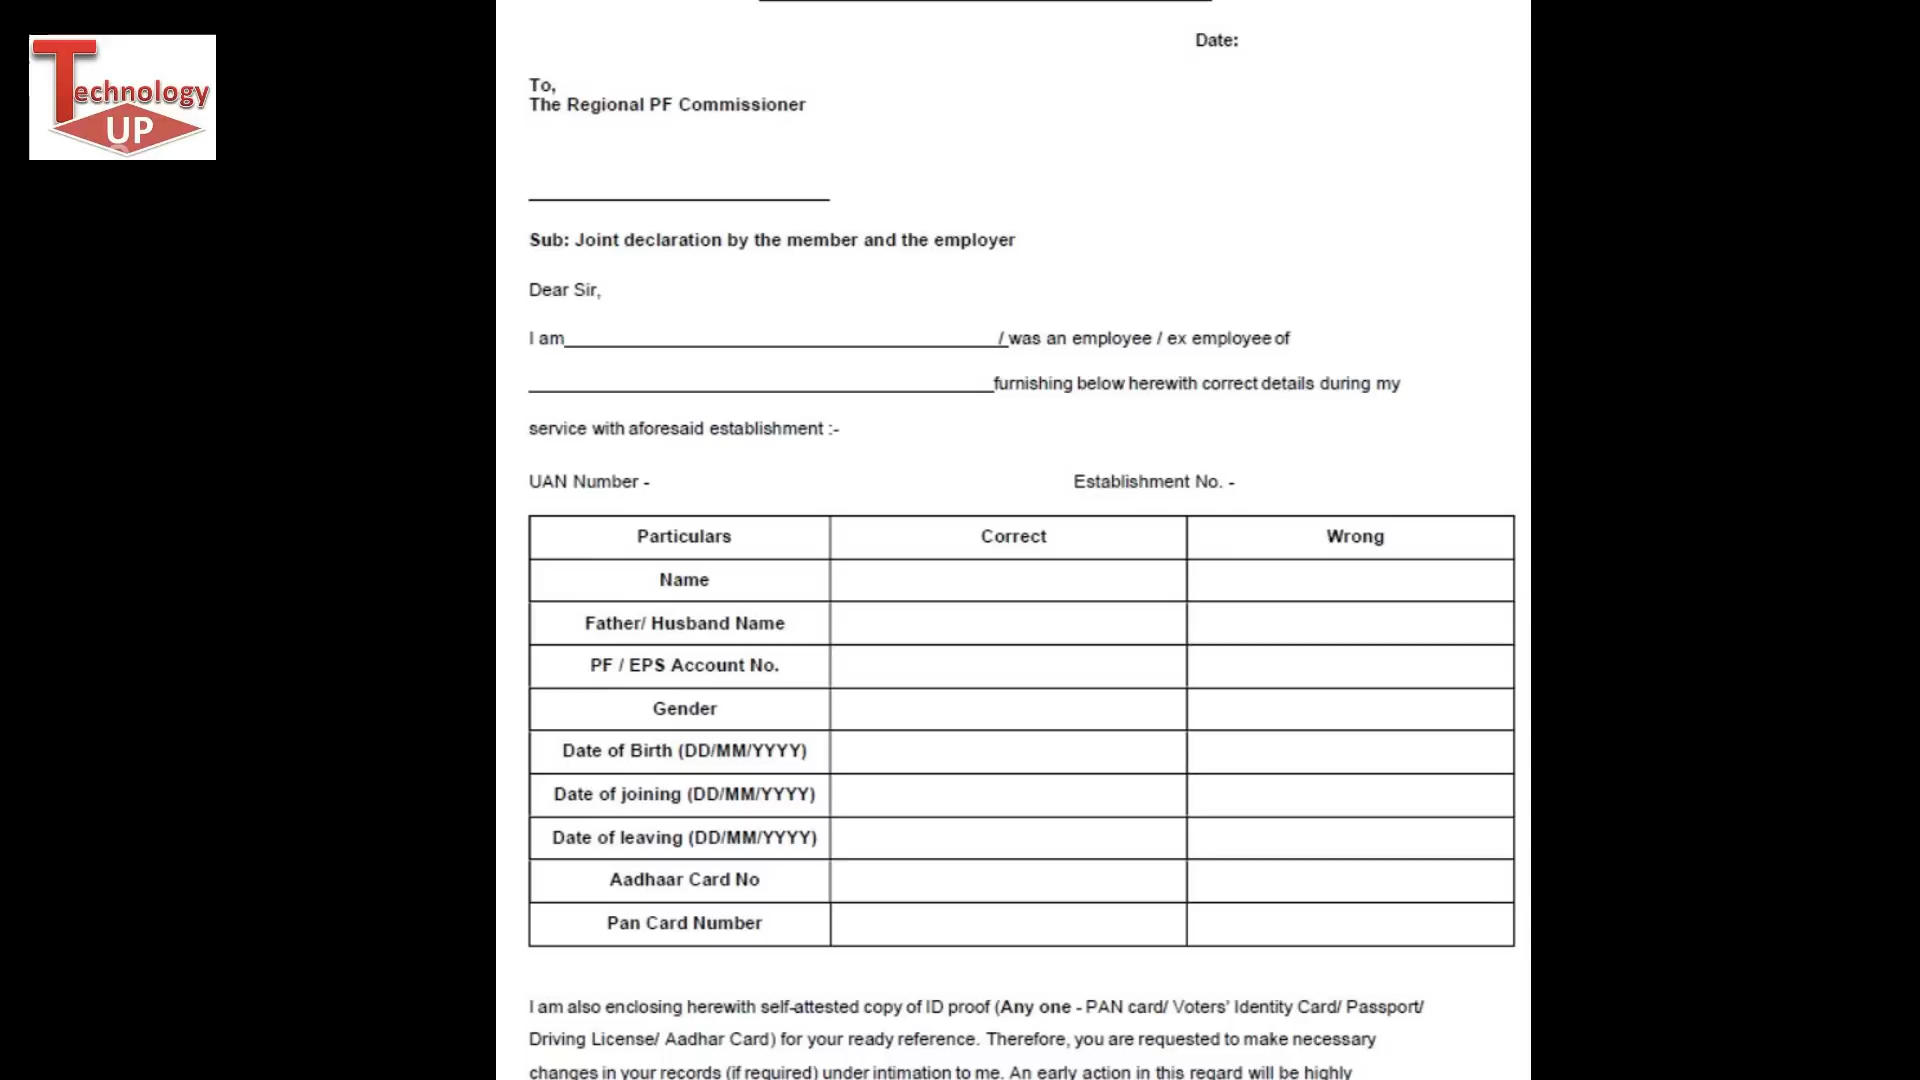 Technology
UP
Date:
To,
The Regional PF Commissioner
Sub: Joint declaration by the member and the employer
Dear Sir,
I am / was an employee / ex employee of
furnishing below herewith correct details during my
service with aforesaid establishment :-
UAN Number - Establishment No. -
Particulars Correct Wrong
Name
Father/ Husband Name
PF / EPS Account No.
Gender
Date of Birth (DD/MM/YYYY)
Date of joining (DD/MM/YYYY)
Date of leaving (DD/MM/YYYY)
Aadhaar Card No
Pan Card Number
I am also enclosing herewith self-attested copy of ID proof (Any one - PAN card/ Voters' Identity Card/ Passport/
Driving License/ Aadhar Card) for your ready reference. Therefore, you are requested to make necessary
changes in your records (if required) under intimation to me. An early action in this regard will be highly